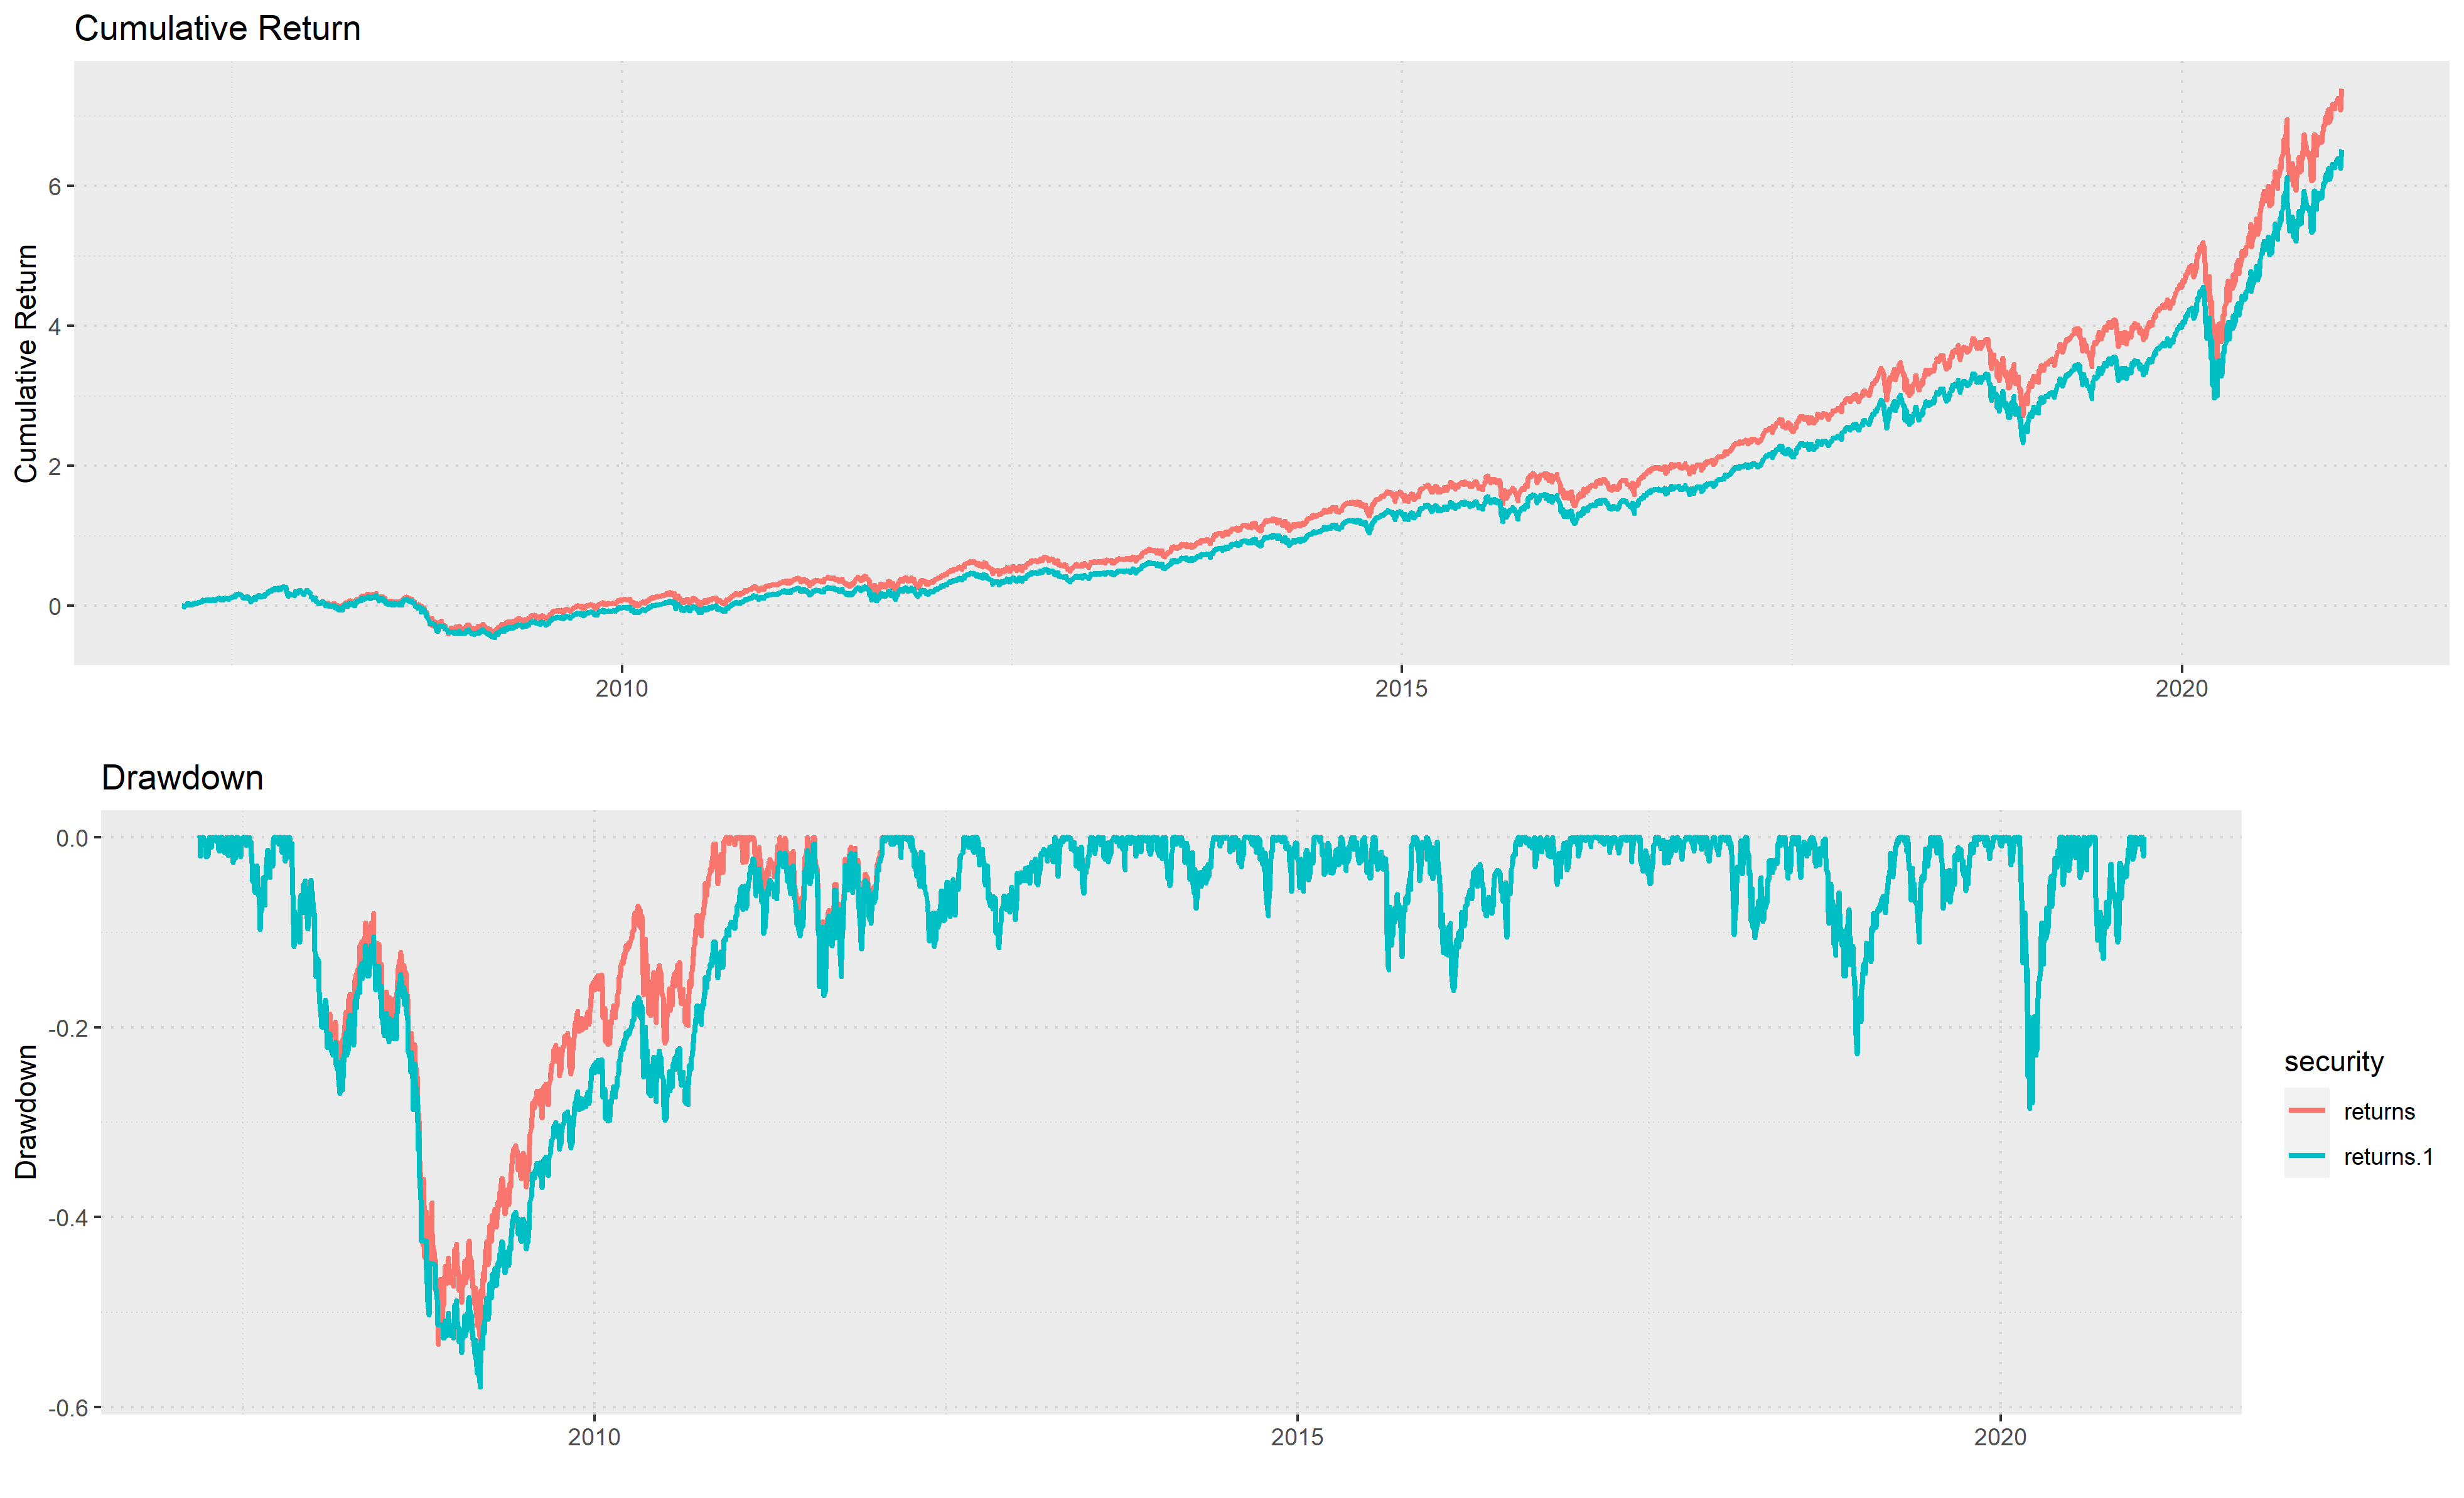 Cumulative Return
Cumulative Return
6
4
2
0
2010
2015
2020
Drawdown
Drawdown
0.0
-0.2
-0.4
-0.6
2010
2015
2020
security
returns
returns.1